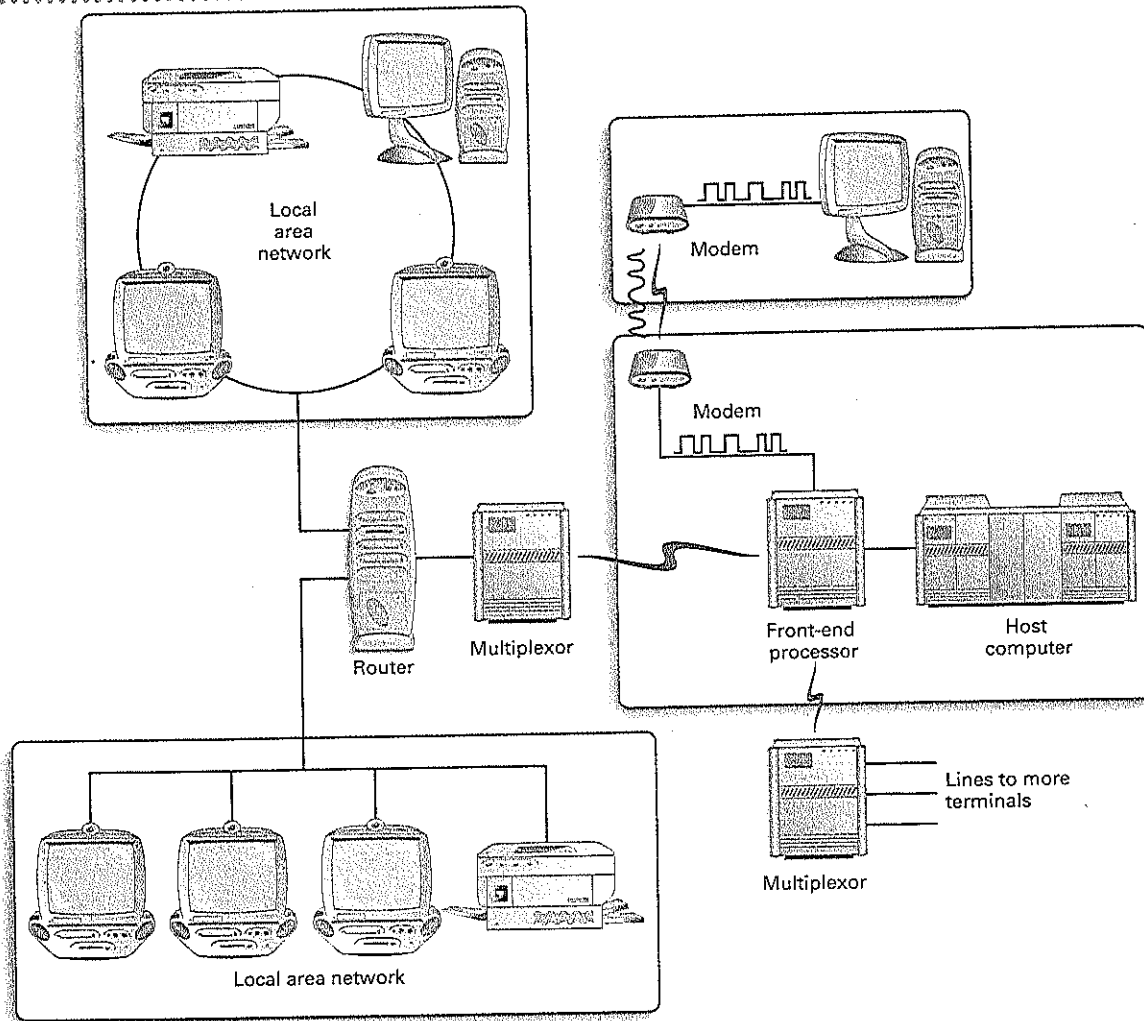 Local
area
network
Modem
Modem
Router
Multiplexor
Front-end
processor
Host
computer
Lines to more
terminals
Multiplexor
Local area network